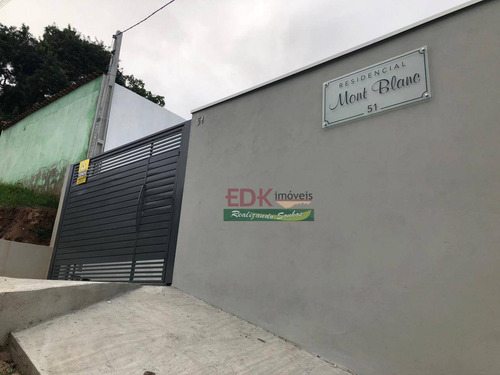 RESIDENCIAL
Mont Blanc
51
51
EDK imóveis
Realizando Sonhos